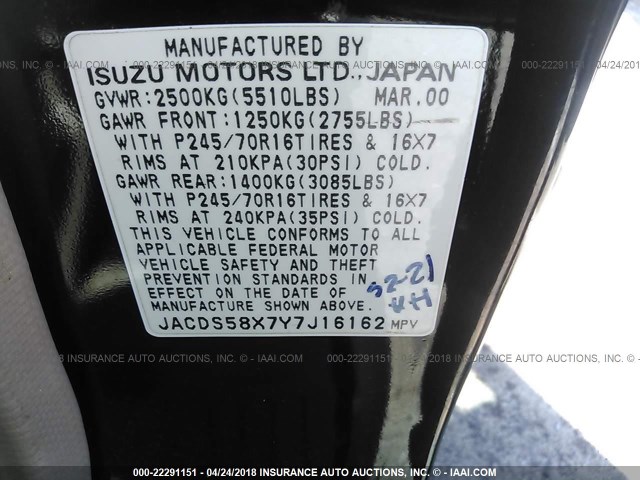 MANUFACTURED BY
ISUZU MOTORS LTD., JAPAN
GVWR:2500KG(5510LBS) MAR.00
GAWR FRONT:1250KG(2755LBS)
WITH P245/70R16TIRES & 16X7
RIMS AT 210KPA(30PSI) COLD.
GAWR REAR:1400KG(3085LBS)
WITH P245/70R16TIRES & 16X7
RIMS AT 240KPA(35PSI) COLD.
THIS VEHICLE CONFORMS TO ALL
APPLICABLE FEDERAL MOTOR
VEHICLE SAFETY AND THEFT
PREVENTION STANDARDS IN
EFFECT ON THE DATE OF
MANUFACTURE SHOWN ABOVE.
JACDS58X7Y7J16162 MPV
000-22291151 - 04/24/2018 INSURANCE AUTO AUCTIONS - © - WWW.IAAI.COM